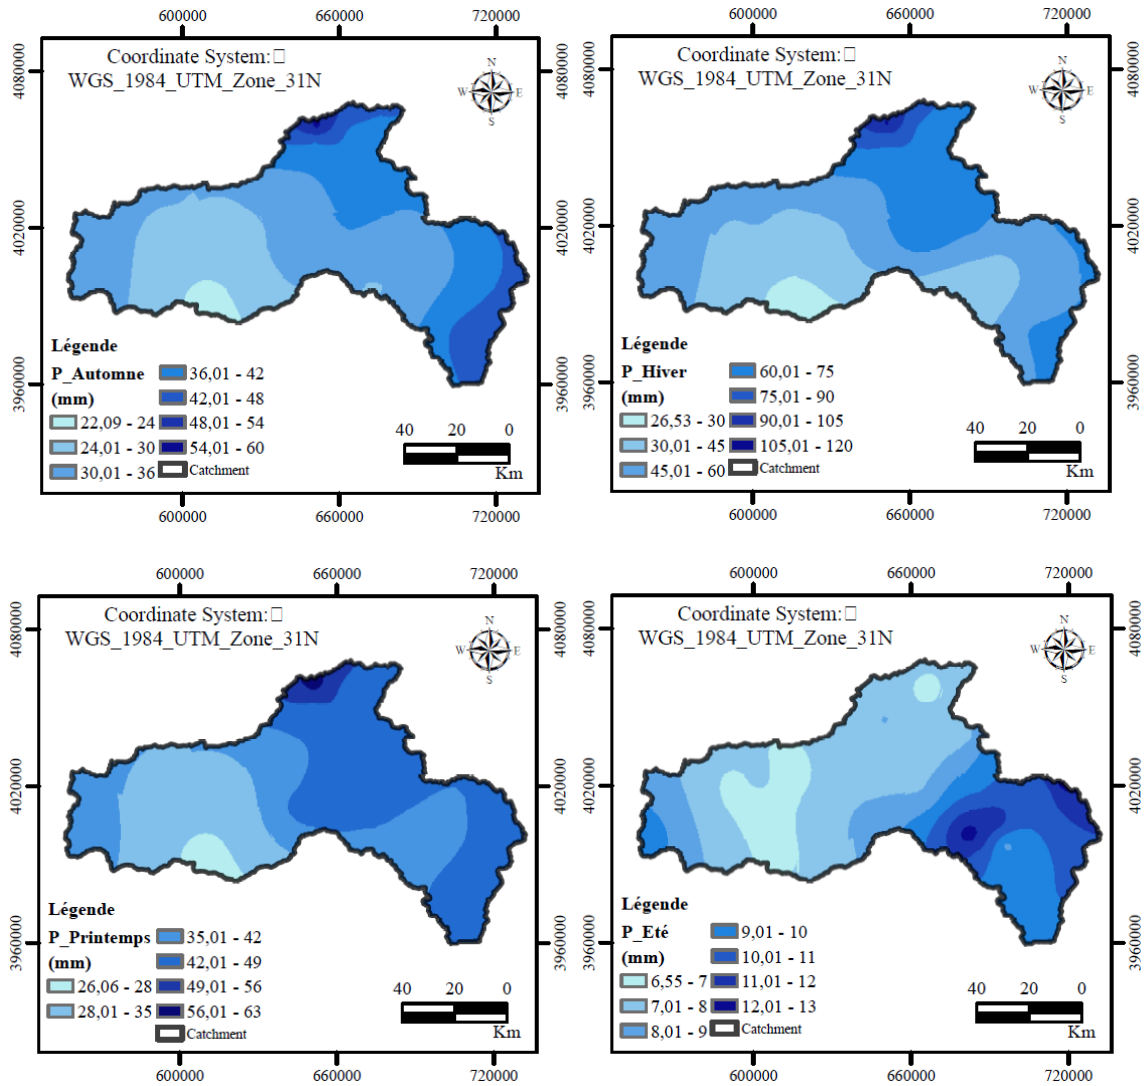 600000 660000 720000
Coordinate System:□
WGS_1984_UTM_Zone_31N
N
W E
S
4080000
4020000
3960000
Légende
P_Automne
(mm)
22,09 - 24
24,01 - 30
30,01 - 36
36,01 - 42
42,01 - 48
48,01 - 54
54,01 - 60
Catchment
40 20 0
Km
600000 660000 720000
600000 660000 720000
Coordinate System:□
WGS_1984_UTM_Zone_31N
N
W E
S
4080000 4080000
4020000 4020000
3960000 3960000
Légende
P_Hiver
(mm)
26,53 - 30
30,01 - 45
45,01 - 60
60,01 - 75
75,01 - 90
90,01 - 105
105,01 - 120
Catchment
40 20 0
Km
600000 660000 720000
600000 660000 720000
Coordinate System:□
WGS_1984_UTM_Zone_31N
N
W E
S
4080000
4020000
3960000
Légende
P_Printemps
(mm)
26,06 - 28
28,01 - 35
35,01 - 42
42,01 - 49
49,01 - 56
56,01 - 63
Catchment
40 20 0
Km
600000 660000 720000
600000 660000 720000
Coordinate System:□
WGS_1984_UTM_Zone_31N
N
W E
S
4080000 4080000
4020000 4020000
3960000 3960000
Légende
P_Eté
(mm)
6,55 - 7
7,01 - 8
8,01 - 9
9,01 - 10
10,01 - 11
11,01 - 12
12,01 - 13
Catchment
40 20 0
Km
600000 660000 720000